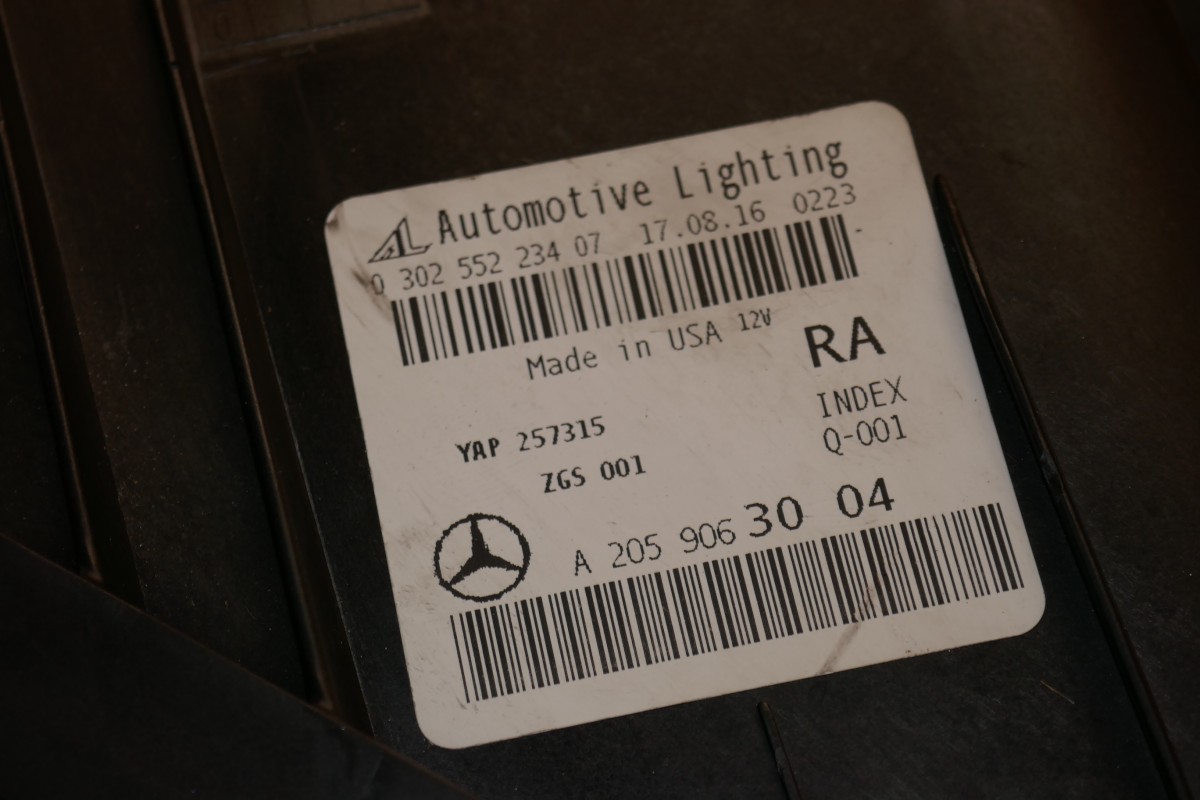 AL Automotive Lighting
0 302 552 234 07 17.08.16 0223
Made in USA 12V
RA
INDEX
Q-001
YAP 257315
ZGS 001
A 205 906 30 04